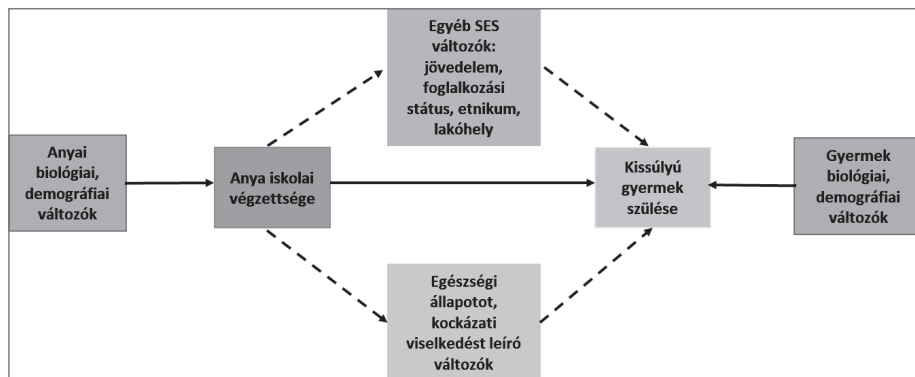 Egyéb SES
változók:
jövedelem,
foglalkozási
státus, etnikum,
lakóhely
Anyai
biológiai,
demográfiai
változók
Anya iskolai
végzettsége
Kissúlyú
gyermek
szülése
Gyermek
biológiai,
demográfiai
változók
Egészségi
állapotot,
kockázati
viselkedést leíró
változók